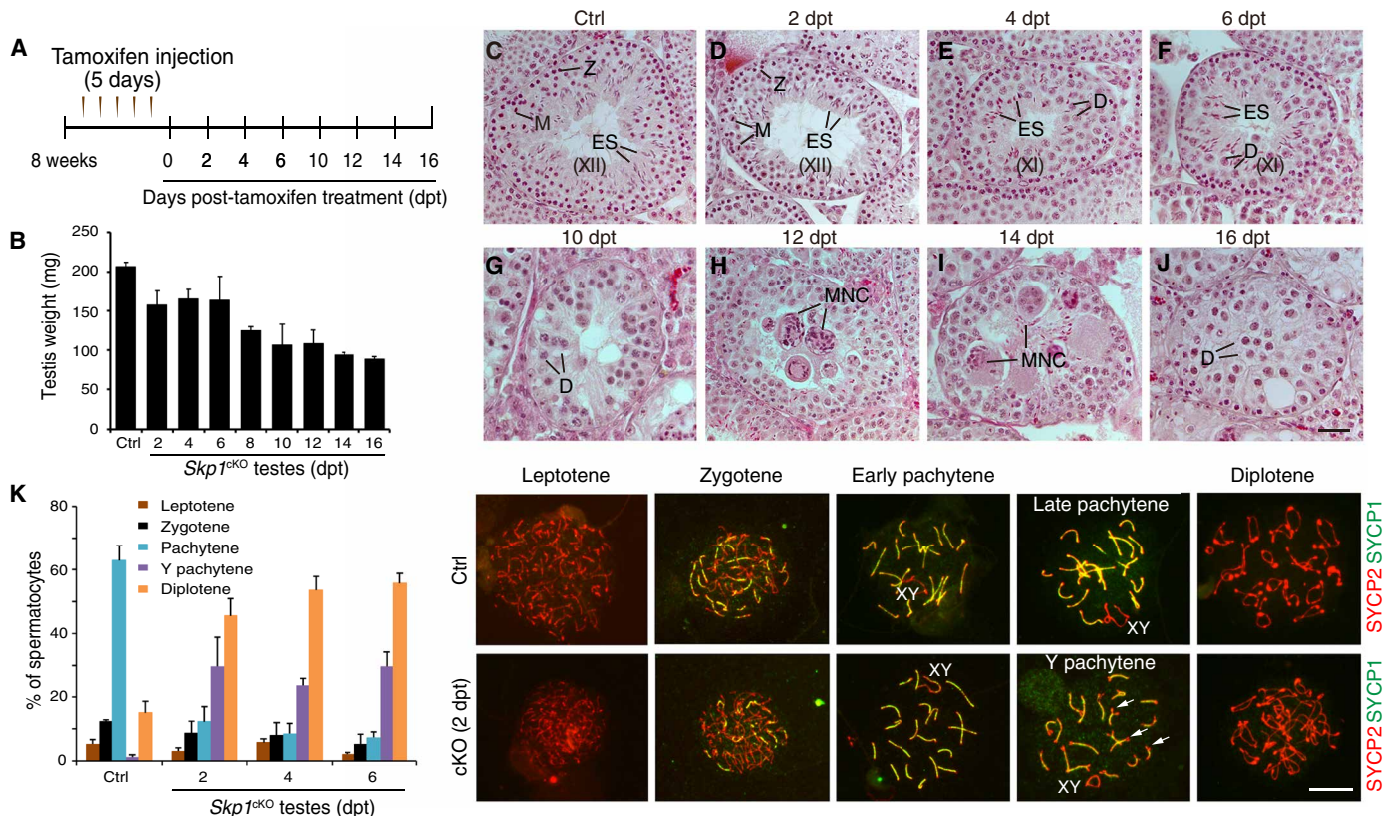 A
Tamoxifen injection
(5 days)
8 weeks
0 2 4 6 10 12 14 16
Days post-tamoxifen treatment (dpt)
B
Testis weight (mg)
250
200
150
100
50
0
Ctrl 2 4 6 8 10 12 14 16
Skp1cKO testes (dpt)
Ctrl 2 dpt 4 dpt 6 dpt
C
Z
M
ES
(XII)
D
Z
M
ES
(XII)
E
D
ES
(XI)
F
ES
D
(XI)
10 dpt 12 dpt 14 dpt 16 dpt
G
D
H
MNC
I
MNC
J
D
K
% of spermatocytes
80
60
40
20
0
Leptotene
Zygotene
Pachytene
Y pachytene
Diplotene
Ctrl 2 4 6
Skp1cKO testes (dpt)
Leptotene Zygotene Early pachytene Diplotene
Late pachytene
Ctrl
XY
XY
SYCP2 SYCP1
cKO (2 dpt)
XY
Y pachytene
XY
SYCP2 SYCP1